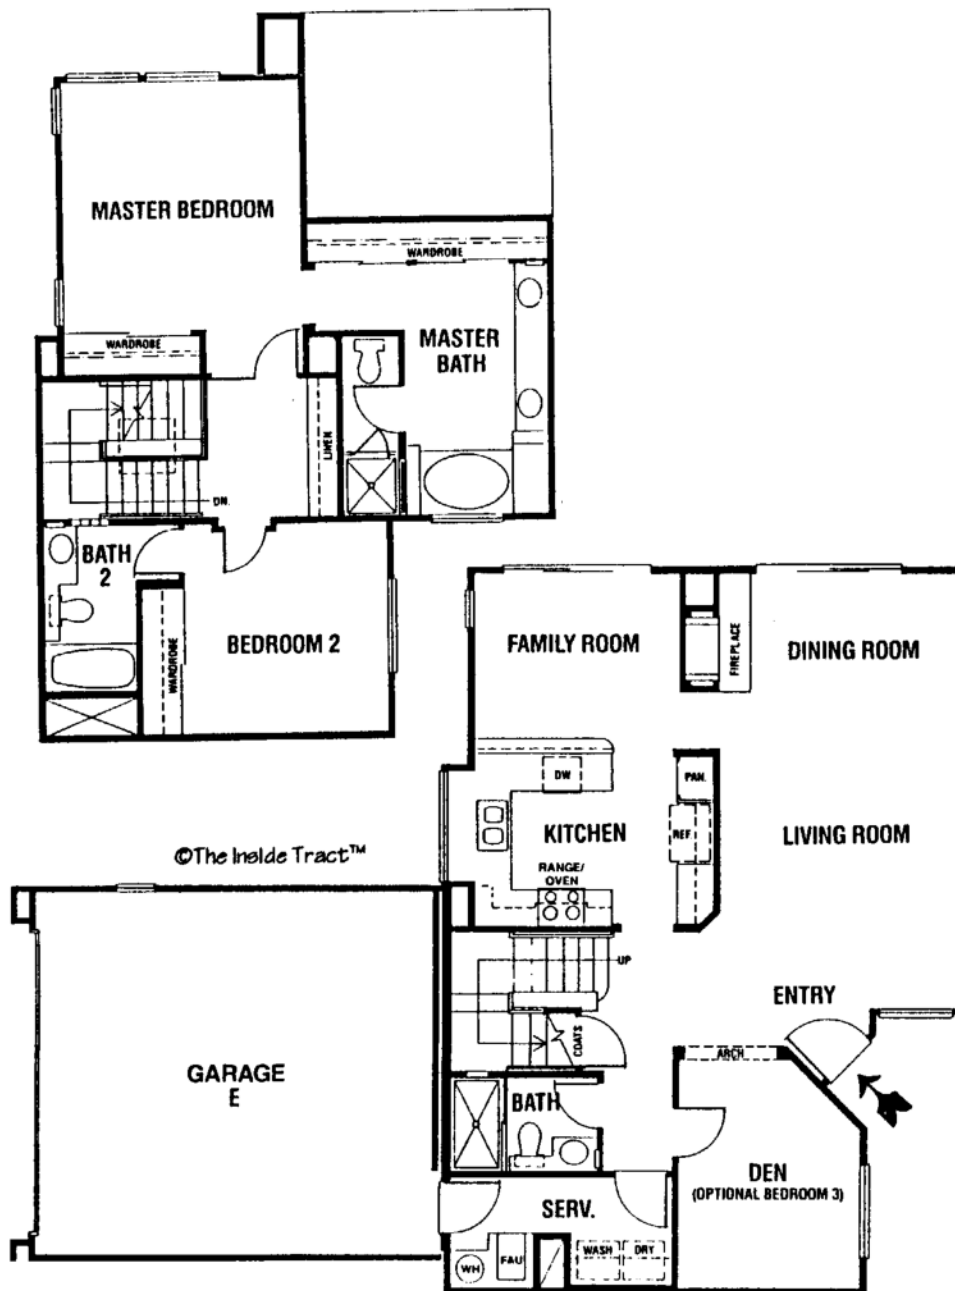 MASTER BEDROOM
WARDROBE
WARDROBE
MASTER
BATH
LINEN
DN.
BATH
2
BEDROOM 2
WARDROBE
FAMILY ROOM
FIREPLACE
DINING ROOM
DW
PAN.
KITCHEN
REF.
LIVING ROOM
RANGE/
OVEN
©The Inside Tract™
UP
ENTRY
COATS
ARCH
GARAGE
E
BATH
DEN
(OPTIONAL BEDROOM 3)
SERV.
WASH
DRY
WH
FAU